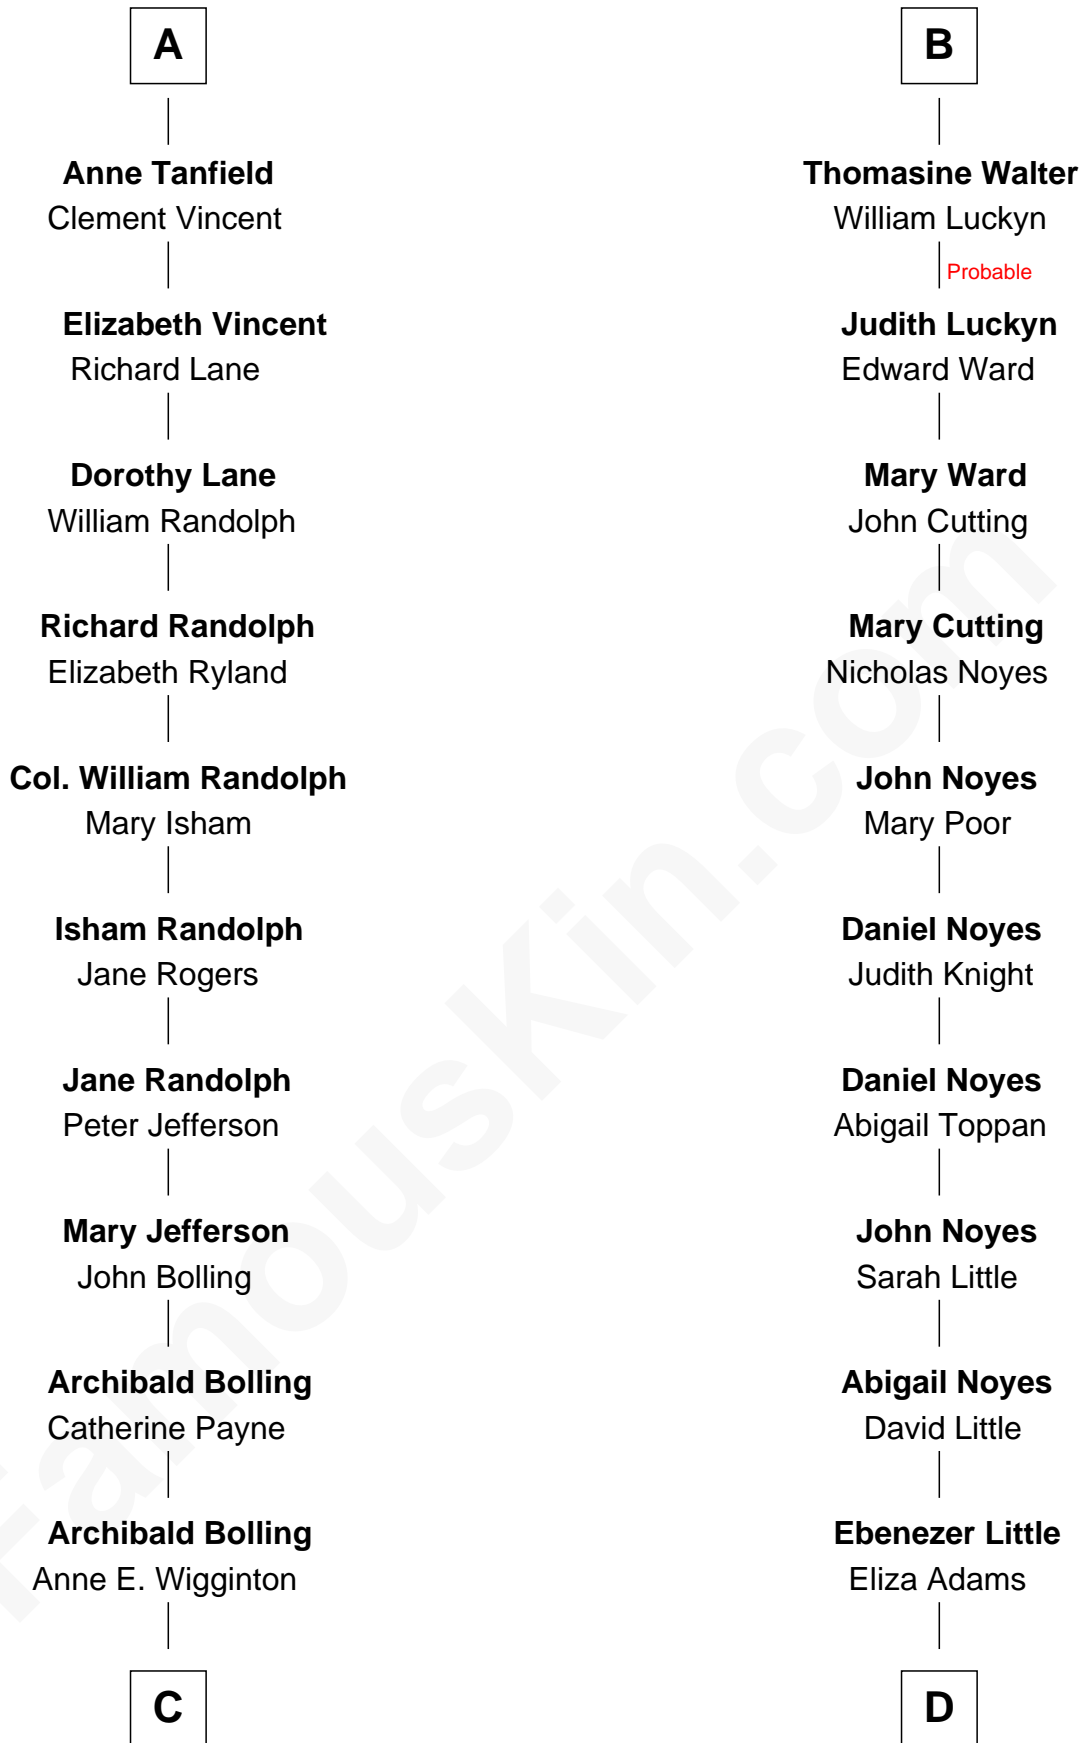 A
Anne Tanfield
Clement Vincent
Elizabeth Vincent
Richard Lane
Dorothy Lane
William Randolph
Richard Randolph
Elizabeth Ryland
Col. William Randolph
Mary Isham
Isham Randolph
Jane Rogers
Jane Randolph
Peter Jefferson
Mary Jefferson
John Bolling
Archibald Bolling
Catherine Payne
Archibald Bolling
Anne E. Wigginton
C
B
Thomasine Walter
William Luckyn
Probable
Judith Luckyn
Edward Ward
Mary Ward
John Cutting
Mary Cutting
Nicholas Noyes
John Noyes
Mary Poor
Daniel Noyes
Judith Knight
Daniel Noyes
Abigail Toppan
John Noyes
Sarah Little
Abigail Noyes
David Little
Ebenezer Little
Eliza Adams
D
FamousKin.com